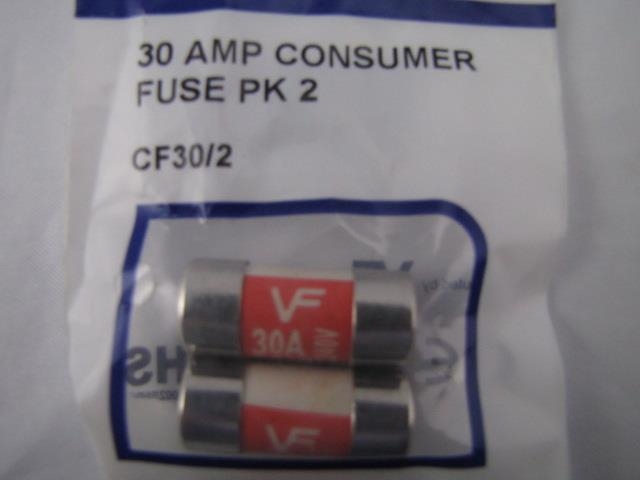 30 AMP CONSUMER
FUSE PK 2
CF30/2
VF
30A
VF